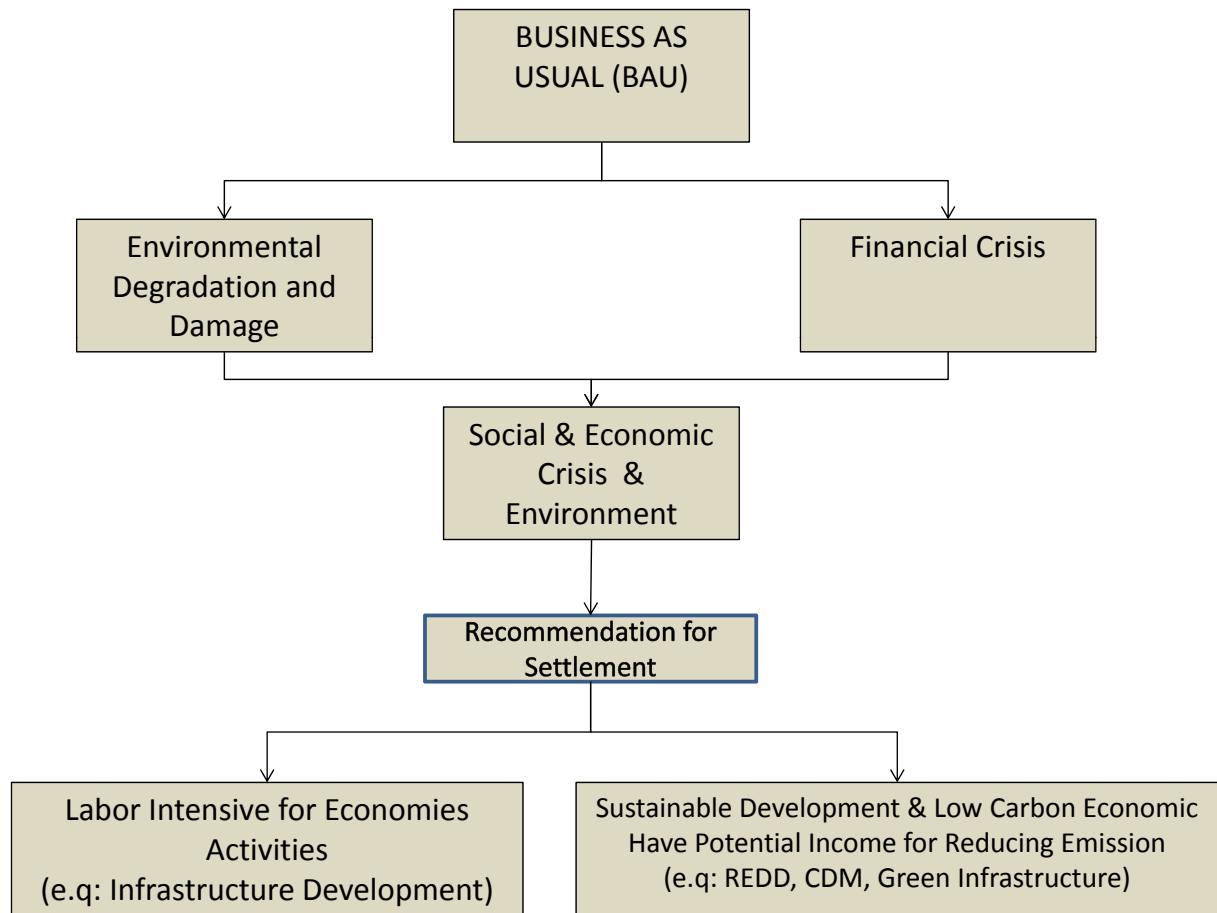 BUSINESS AS
USUAL (BAU)
Environmental
Degradation and
Damage
Financial Crisis
Social & Economic
Crisis &
Environment
Recommendation for
Settlement
Labor Intensive for Economies
Activities
(e.q: Infrastructure Development)
Sustainable Development & Low Carbon Economic
Have Potential Income for Reducing Emission
(e.q: REDD, CDM, Green Infrastructure)